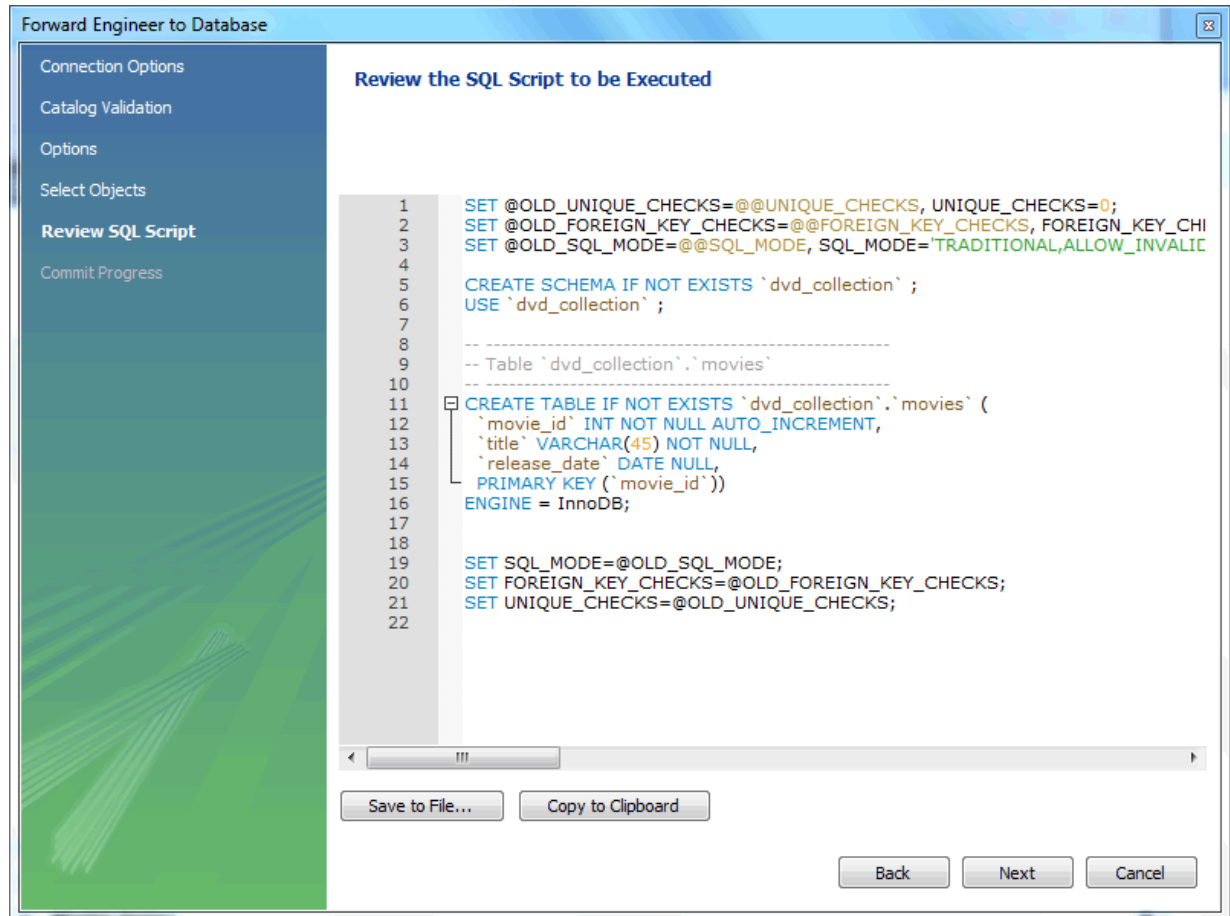 Forward Engineer to Database
Connection Options
Catalog Validation
Options
Select Objects
Review SQL Script
Commit Progress
Review the SQL Script to be Executed
1 SET @OLD_UNIQUE_CHECKS=@@UNIQUE_CHECKS, UNIQUE_CHECKS=0;
2 SET @OLD_FOREIGN_KEY_CHECKS=@@FOREIGN_KEY_CHECKS, FOREIGN_KEY_CHI
3 SET @OLD_SQL_MODE=@@SQL_MODE, SQL_MODE='TRADITIONAL,ALLOW_INVALID
4
5 CREATE SCHEMA IF NOT EXISTS `dvd_collection` ;
6 USE `dvd_collection` ;
7
8 -- -----------------------------------------------------
9 -- Table `dvd_collection`.`movies`
10 -- -----------------------------------------------------
11 CREATE TABLE IF NOT EXISTS `dvd_collection`.`movies` (
12 `movie_id` INT NOT NULL AUTO_INCREMENT,
13 `title` VARCHAR(45) NOT NULL,
14 `release_date` DATE NULL,
15 PRIMARY KEY (`movie_id`))
16 ENGINE = InnoDB;
17
18
19 SET SQL_MODE=@OLD_SQL_MODE;
20 SET FOREIGN_KEY_CHECKS=@OLD_FOREIGN_KEY_CHECKS;
21 SET UNIQUE_CHECKS=@OLD_UNIQUE_CHECKS;
22
Save to File... Copy to Clipboard
Back Next Cancel